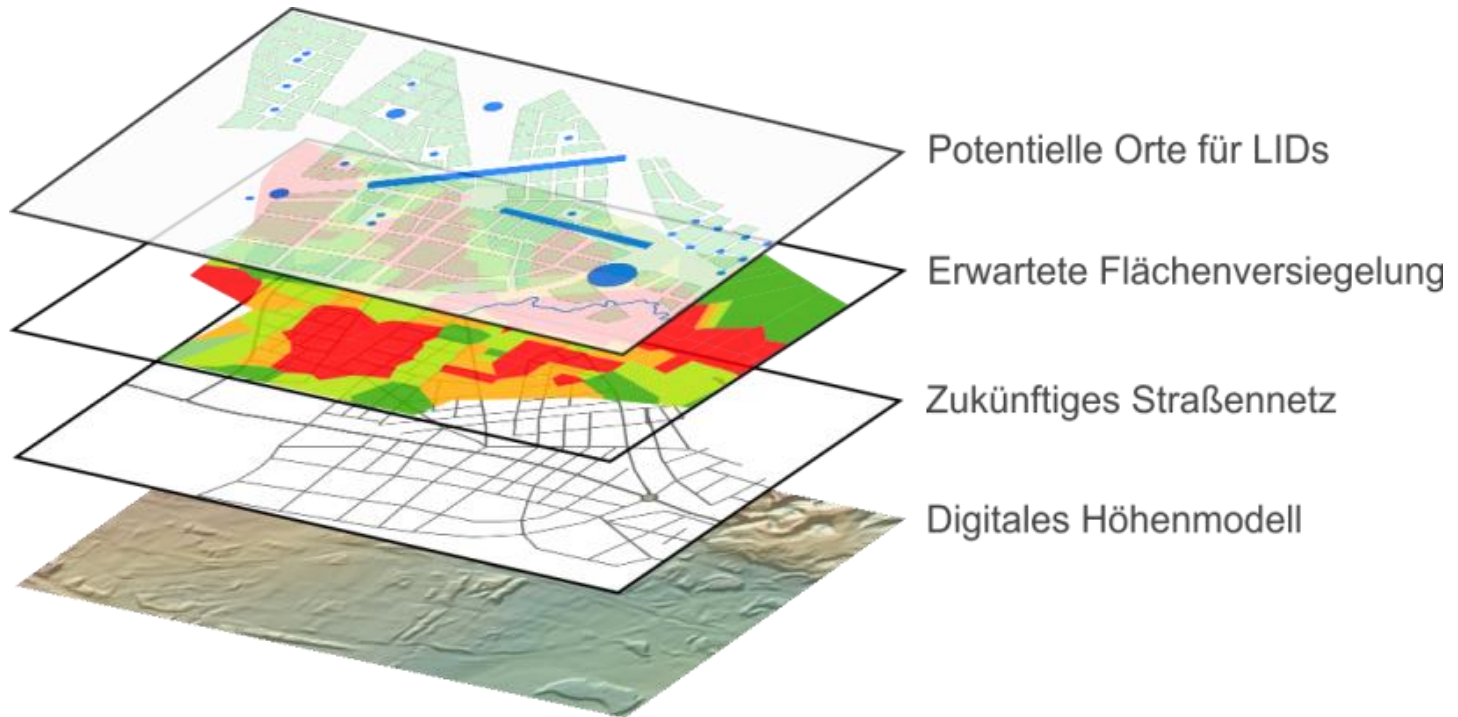 Potentielle Orte für LIDs
Erwartete Flächenversiegelung
Zukünftiges Straßennetz
Digitales Höhenmodell